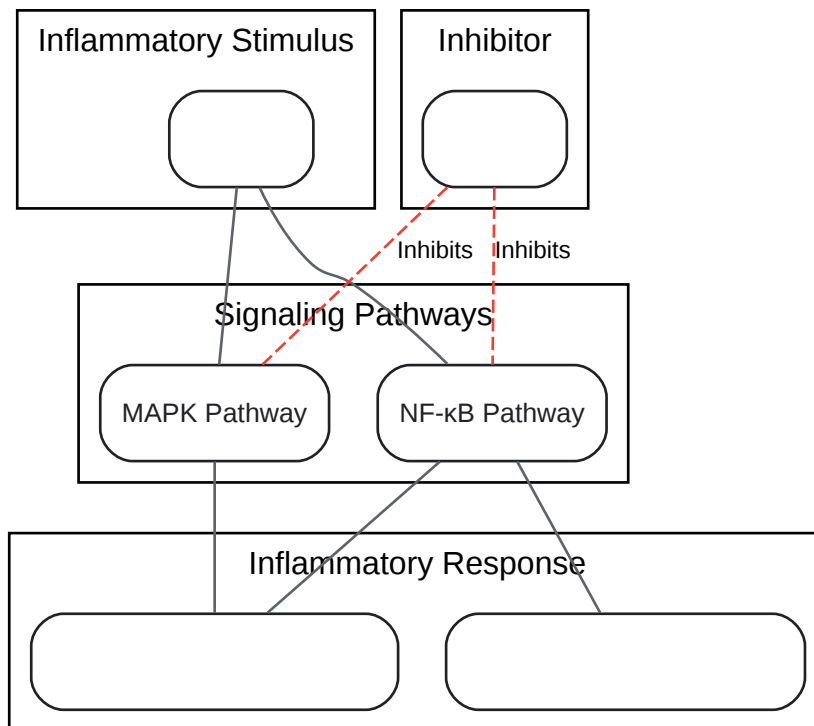 Inflammatory Stimulus
Inhibitor
Inhibits
Inhibits
Signaling Pathways
MAPK Pathway
NF-κB Pathway
Inflammatory Response